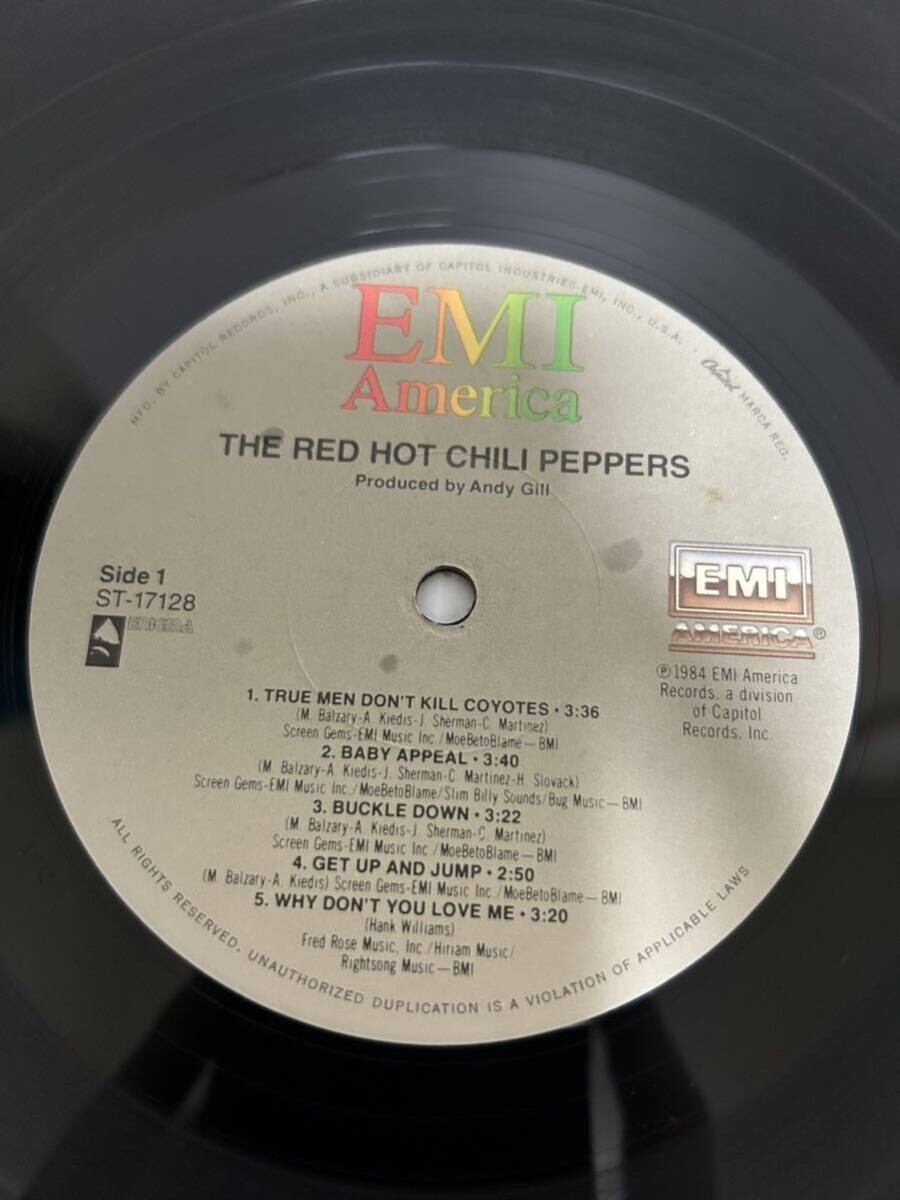 MFD. BY CAPITOL RECORDS, INC., A SUBSIDIARY OF CAPITOL INDUSTRIES-EMI, INC., U.S.A. · Capitol MARCA REG.
EMI
America
THE RED HOT CHILI PEPPERS
Produced by Andy Gill
Side 1
ST-17128
ENIGMA
EMI
AMERICA®
Ⓟ1984 EMI America
Records, a division
of Capitol
Records, Inc.
1. TRUE MEN DON'T KILL COYOTES · 3:36
(M. Balzary-A. Kiedis-J. Sherman-C. Martinez)
Screen Gems-EMI Music Inc./MoeBetoBlame—BMI
2. BABY APPEAL · 3:40
(M. Balzary-A. Kiedis-J. Sherman-C. Martinez-H. Slovack)
Screen Gems-EMI Music Inc./MoeBetoBlame/Slim Billy Sounds/Bug Music—BMI
3. BUCKLE DOWN · 3:22
(M. Balzary-A. Kiedis-J. Sherman-C. Martinez)
Screen Gems-EMI Music Inc./MoeBetoBlame—BMI
4. GET UP AND JUMP · 2:50
(M. Balzary-A. Kiedis) Screen Gems-EMI Music Inc./MoeBetoBlame—BMI
5. WHY DON'T YOU LOVE ME · 3:20
(Hank Williams)
Fred Rose Music, Inc./Hiriam Music/
Rightsong Music—BMI
ALL RIGHTS RESERVED. UNAUTHORIZED DUPLICATION IS A VIOLATION OF APPLICABLE LAWS